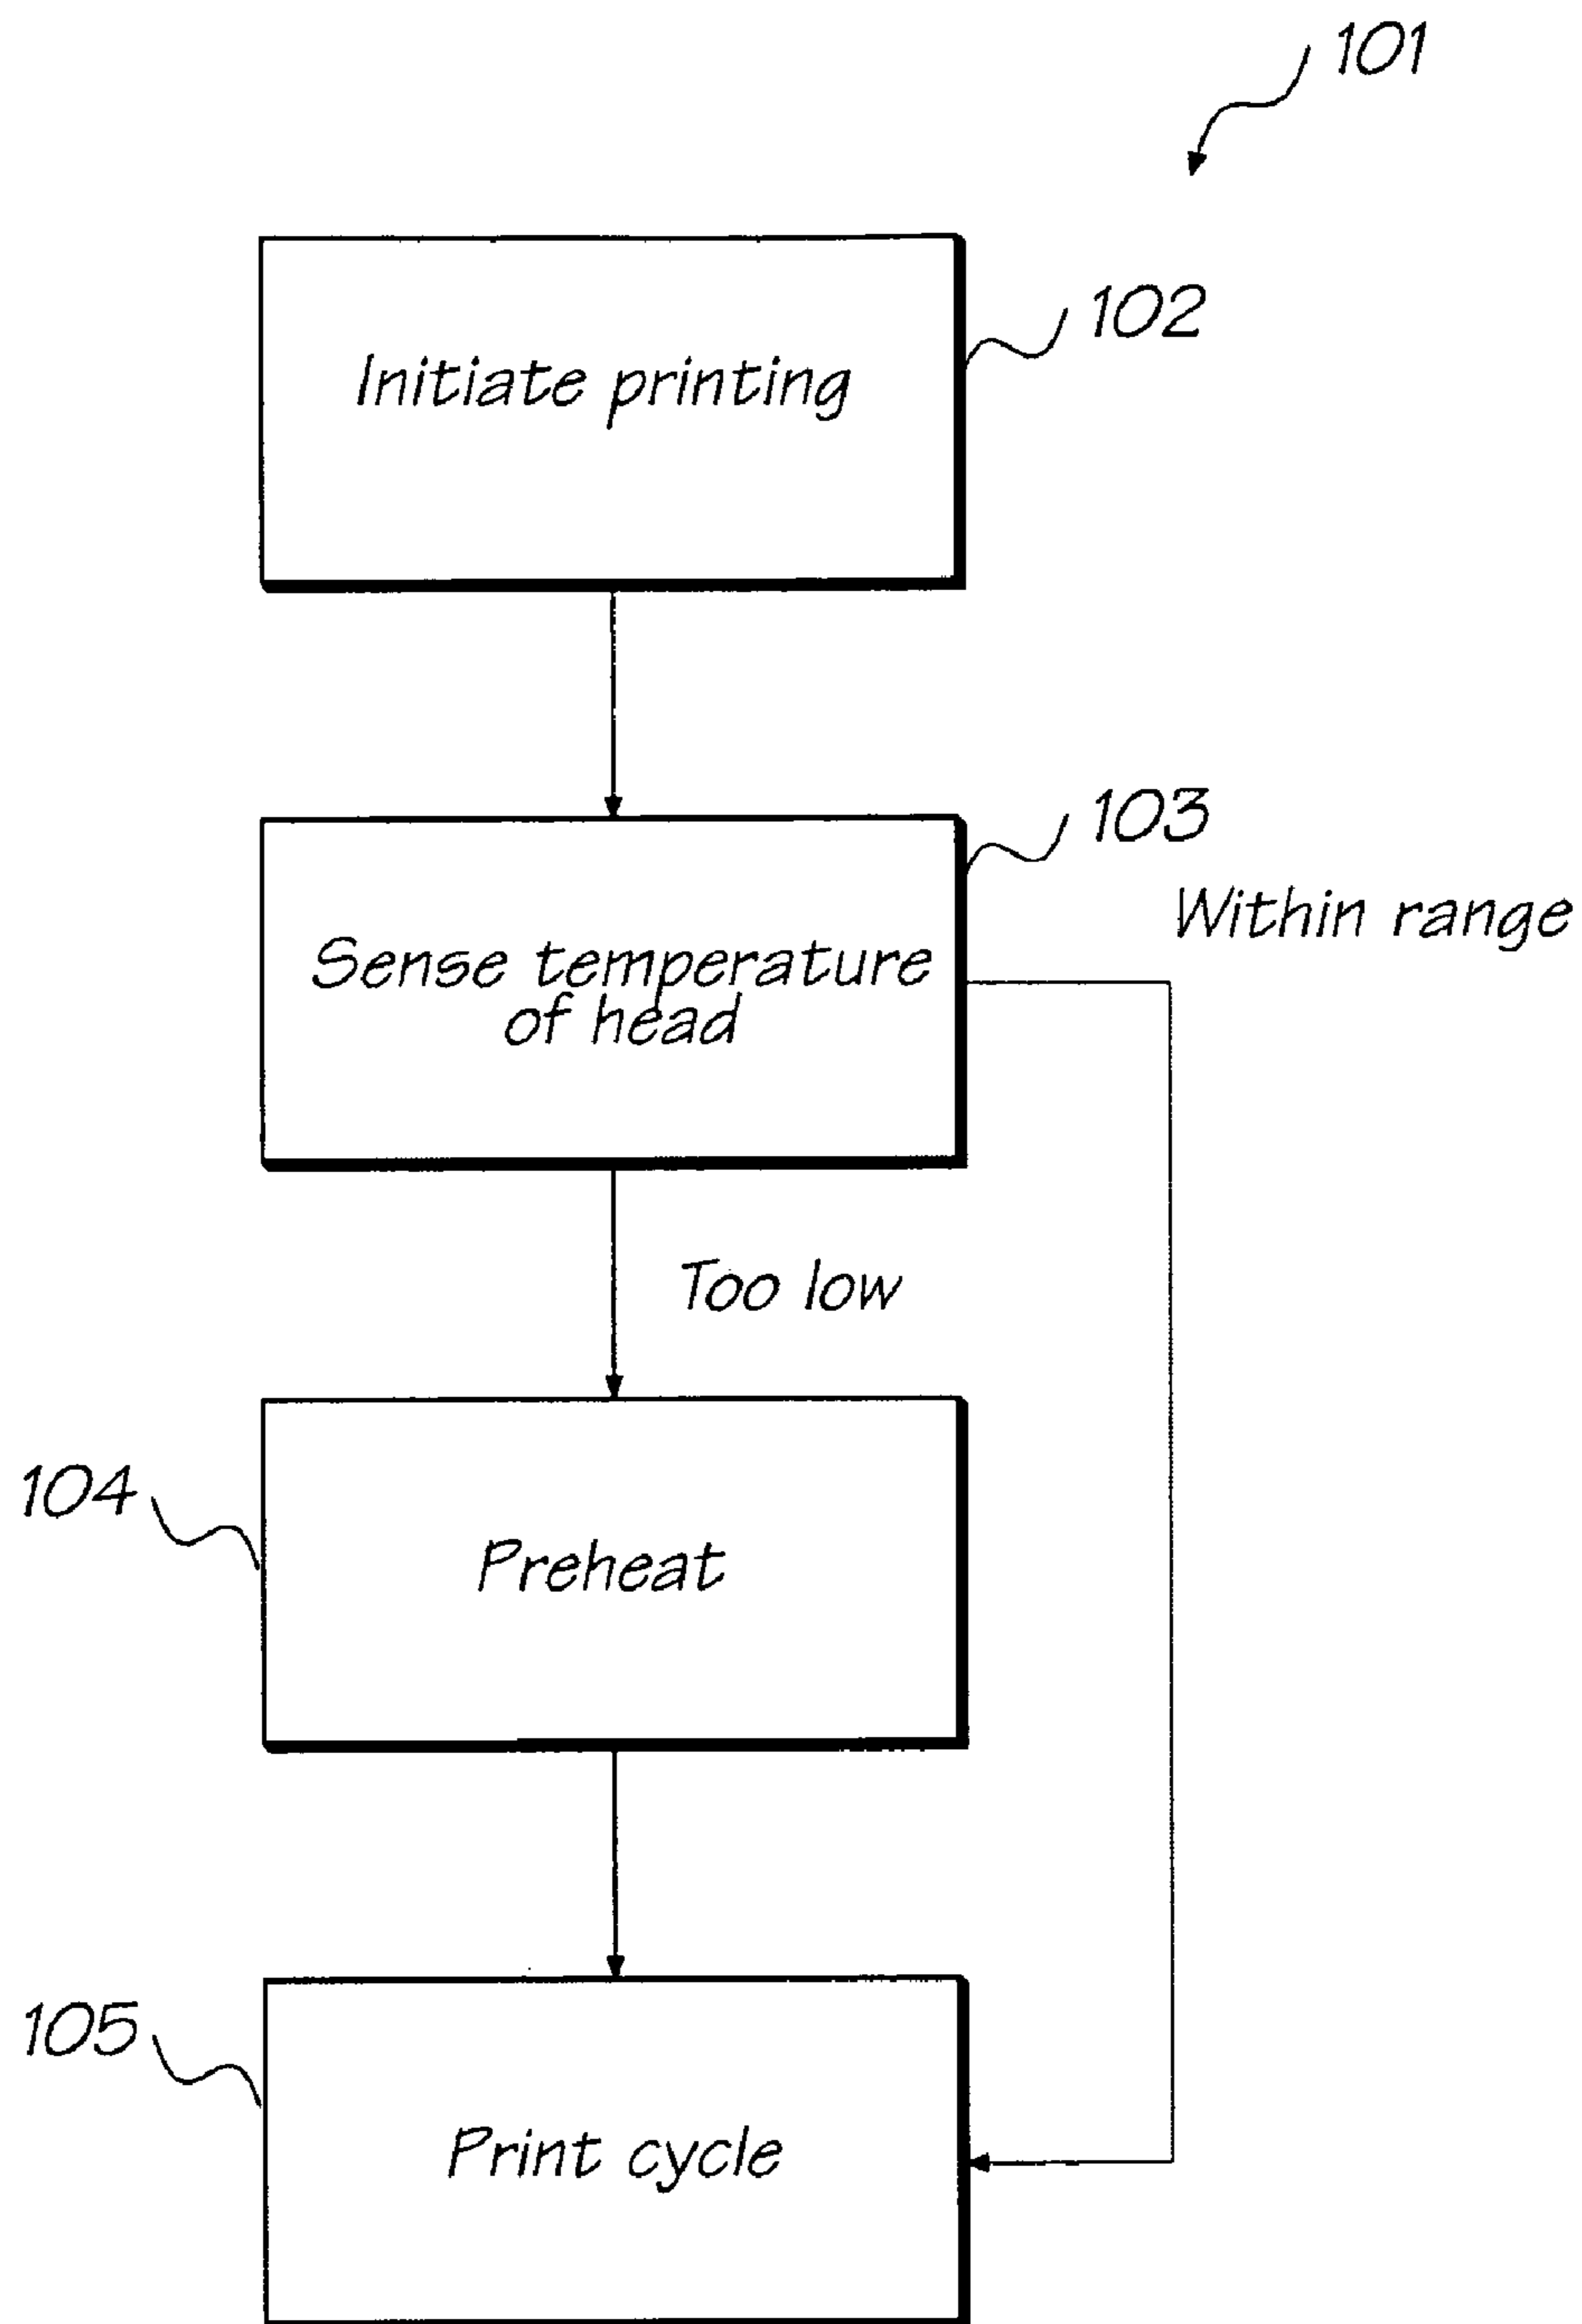 101
Initiate printing
102
103
Within range
Sense temperature
of head
Too low
104
Preheat
105
Print cycle